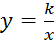 y = k/x